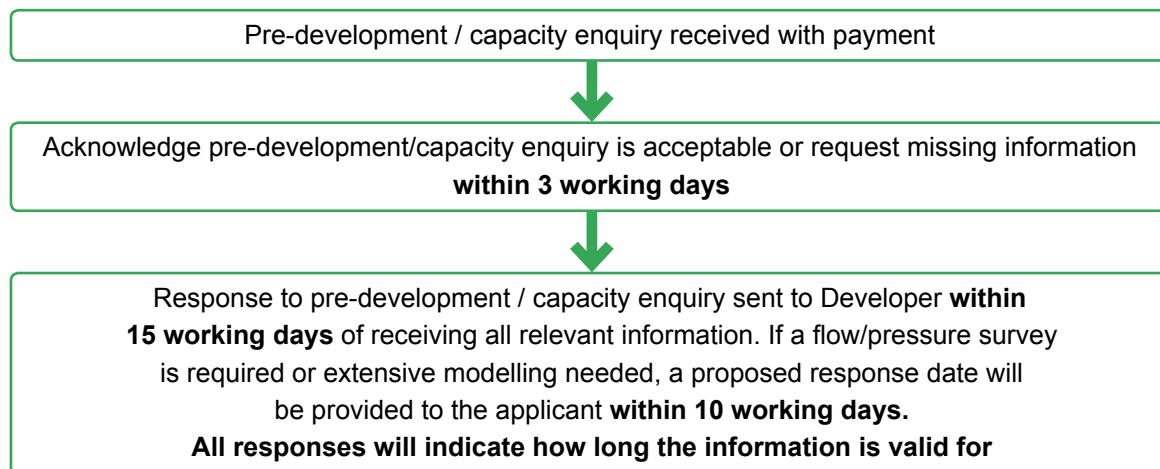 Pre-development / capacity enquiry received with payment
Acknowledge pre-development/capacity enquiry is acceptable or request missing information
within 3 working days
Response to pre-development / capacity enquiry sent to Developer within
15 working days of receiving all relevant information. If a flow/pressure survey
is required or extensive modelling needed, a proposed response date will
be provided to the applicant within 10 working days.
All responses will indicate how long the information is valid for